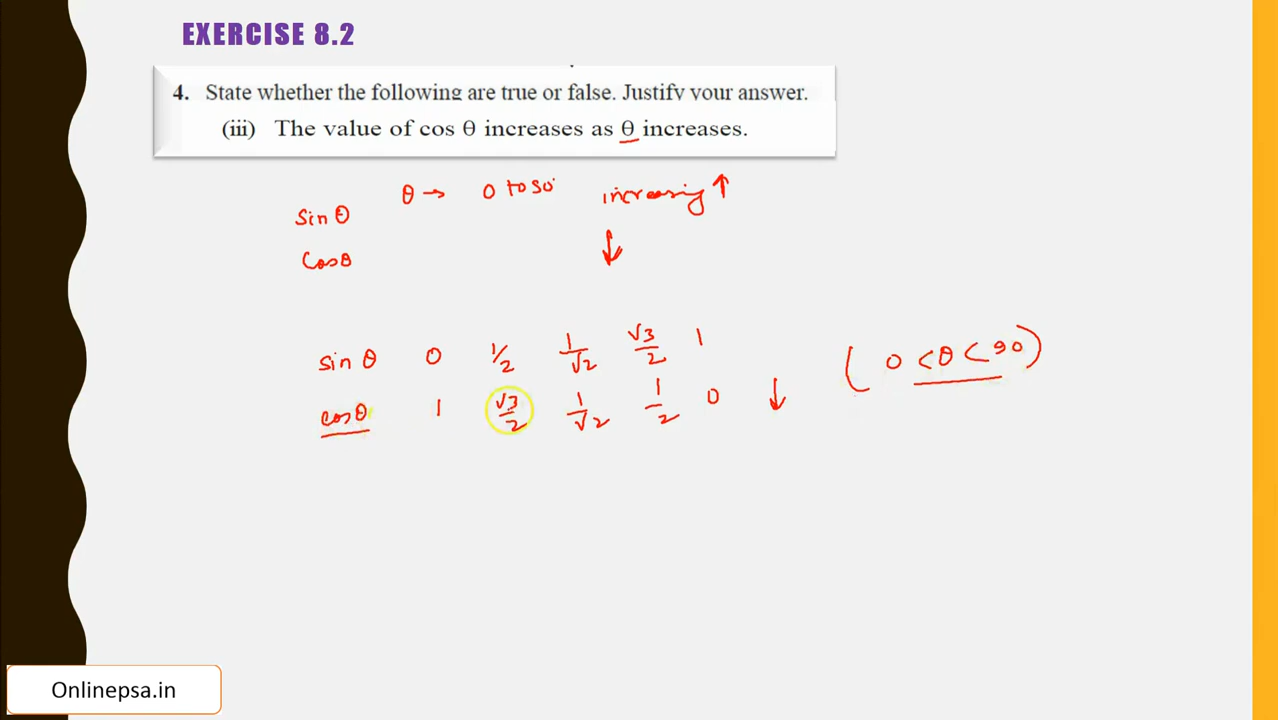 EXERCISE 8.2
4. State whether the following are true or false. Justify your answer.
(iii) The value of cos θ increases as θ increases.
θ → 0 to 90° increasing ↑
sin θ
cos θ ↓
sin θ 0 1/2 1/√2 √3/2 1 (0 < θ < 90)
cos θ 1 √3/2 1/√2 1/2 0 ↓
Onlinepsa.in